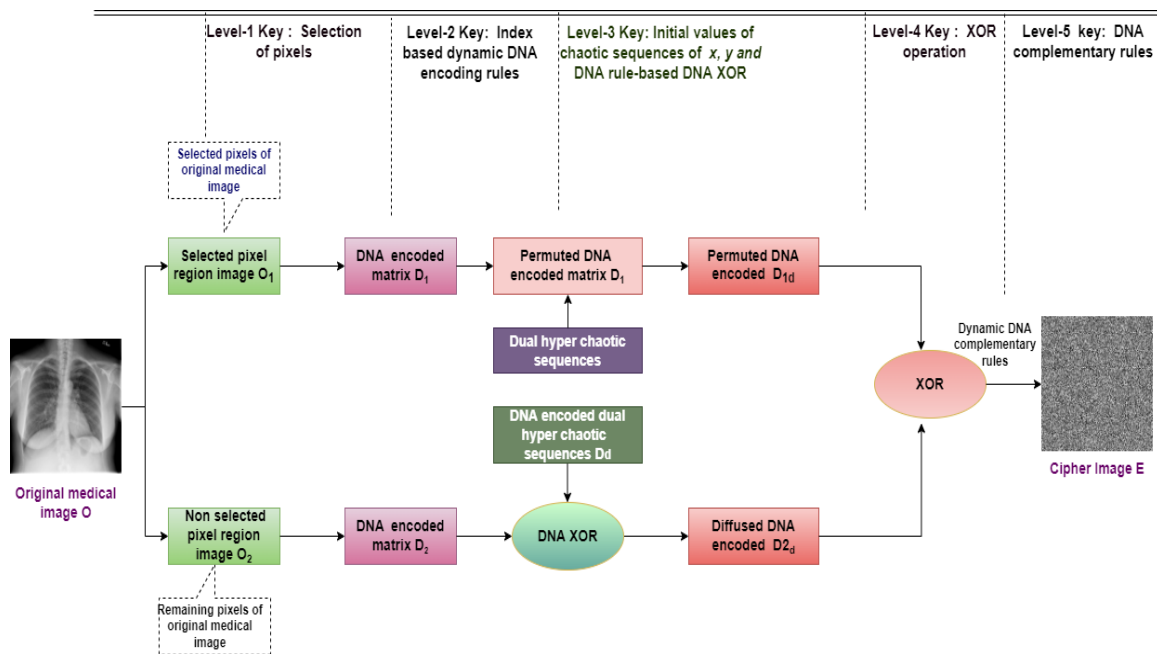 Level-1 Key : Selection
of pixels
Level-2 Key: Index
based dynamic DNA
encoding rules
Level-3 Key: Initial values of
chaotic sequences of x, y and
DNA rule-based DNA XOR
Level-4 Key : XOR
operation
Level-5 key: DNA
complementary rules
Selected pixels of
original medical
image
Selected pixel
region image O₁
DNA encoded
matrix D₁
Permuted DNA
encoded matrix D₁
Permuted DNA
encoded D₁d
Dual hyper chaotic
sequences
Original medical
image O
XOR
Dynamic DNA
complementary
rules
Cipher Image E
DNA encoded dual
hyper chaotic
sequences Dd
Non selected
pixel region
image O₂
DNA encoded
matrix D₂
DNA XOR
Diffused DNA
encoded D2d
Remaining pixels of
original medical
image